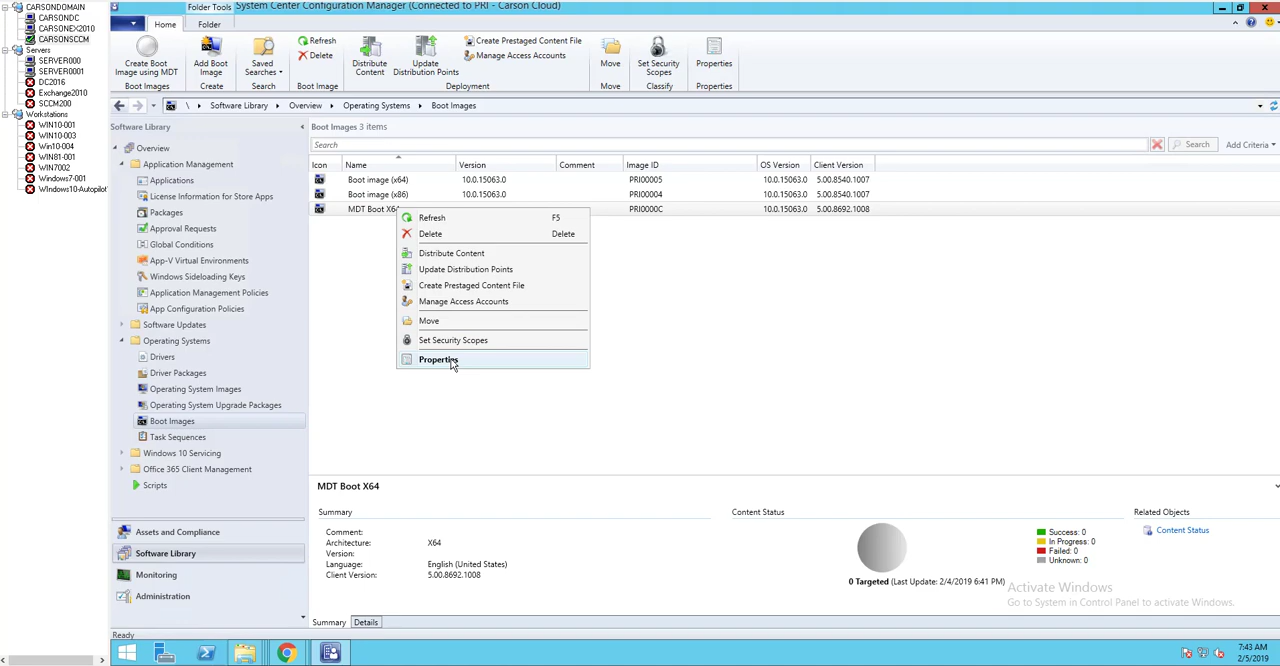 CARSONDOMAIN
CARSONDC
CARSONEX2010
CARSONSCCM
Servers
SERVER000
SERVER0001
DC2016
Exchange2010
SCCM200
Workstations
WIN10-001
WIN10-003
Win10-004
WIN81-001
WIN7002
Windows7-001
WIndows10-Autopilot
Folder Tools System Center Configuration Manager (Connected to PRI - Carson Cloud)
Home Folder
Create Boot Image using MDT
Boot Images
Add Boot Image
Create
Saved Searches
Search
Refresh
Delete
Boot Image
Distribute Content
Update Distribution Points
Create Prestaged Content File
Manage Access Accounts
Deployment
Move
Move
Set Security Scopes
Classify
Properties
Properties
\ Software Library Overview Operating Systems Boot Images
Software Library
Overview
Application Management
Applications
License Information for Store Apps
Packages
Approval Requests
Global Conditions
App-V Virtual Environments
Windows Sideloading Keys
Application Management Policies
App Configuration Policies
Software Updates
Operating Systems
Drivers
Driver Packages
Operating System Images
Operating System Upgrade Packages
Boot Images
Task Sequences
Windows 10 Servicing
Office 365 Client Management
Scripts
Assets and Compliance
Software Library
Monitoring
Administration
Boot Images 3 items
Search Search Add Criteria
Icon Name Version Comment Image ID OS Version Client Version
Boot image (x64) 10.0.15063.0 PRI00005 10.0.15063.0 5.00.8540.1007
Boot image (x86) 10.0.15063.0 PRI00004 10.0.15063.0 5.00.8540.1007
MDT Boot X64 PRI0000C 10.0.15063.0 5.00.8692.1008
Refresh F5
Delete Delete
Distribute Content
Update Distribution Points
Create Prestaged Content File
Manage Access Accounts
Move
Set Security Scopes
Properties
MDT Boot X64
Summary
Comment:
Architecture: X64
Version:
Language: English (United States)
Client Version: 5.00.8692.1008
Content Status
Success: 0
In Progress: 0
Failed: 0
Unknown: 0
0 Targeted (Last Update: 2/4/2019 6:41 PM)
Related Objects
Content Status
Activate Windows
Go to System in Control Panel to activate Windows.
Summary Details
Ready
7:43 AM
2/5/2019